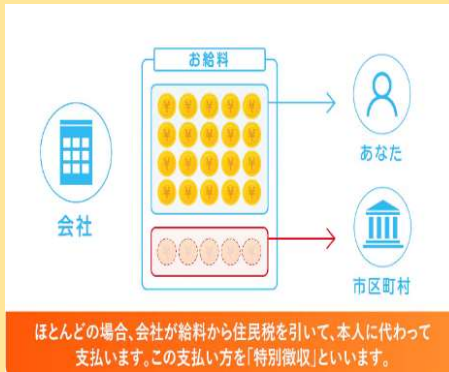 お給料
会社
あなた
市区町村
ほとんどの場合、会社が給料から住民税を引いて、本人に代わって
支払います。この支払い方を「特別徴収」といいます。